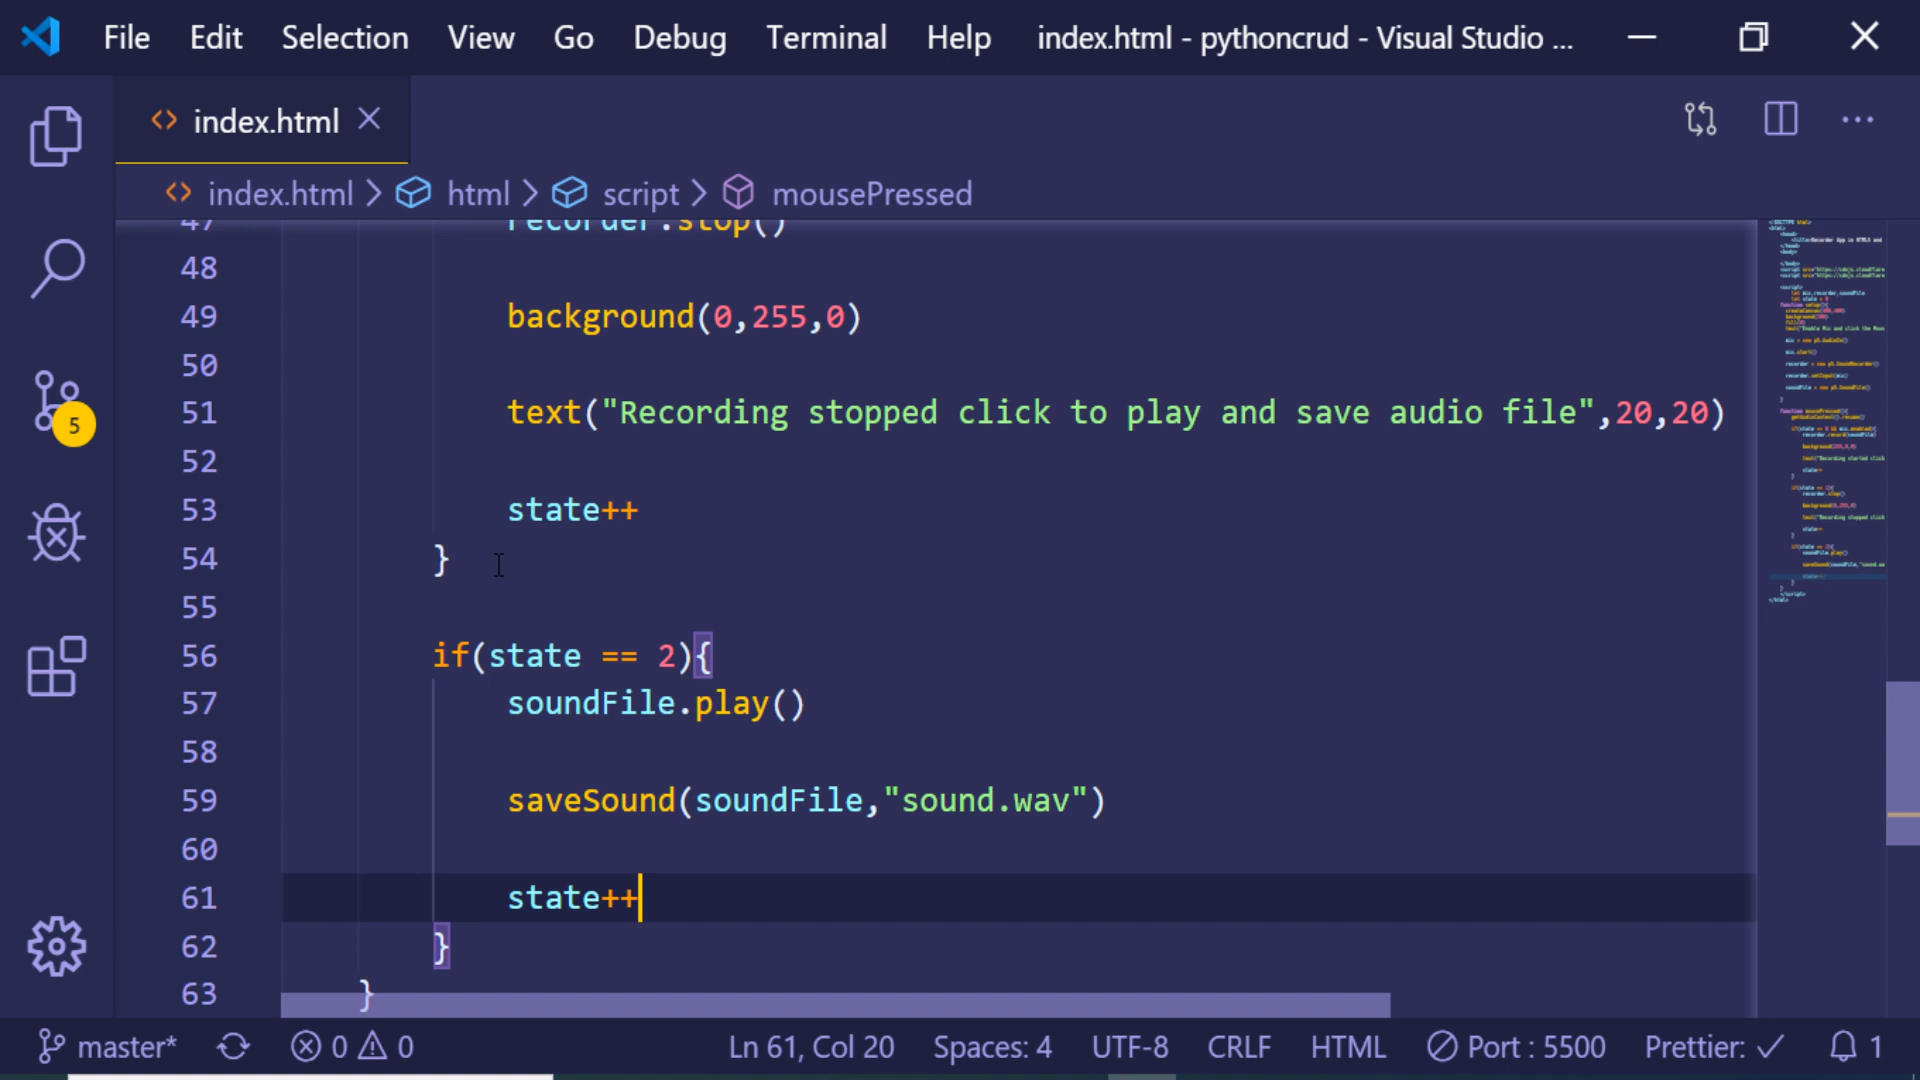 File Edit Selection View Go Debug Terminal Help index.html - pythoncrud - Visual Studio ...
index.html
index.html > html > script > mousePressed
47 recorder.stop()
48
49 background(0,255,0)
50
51 text("Recording stopped click to play and save audio file",20,20)
52
53 state++
54 }
55
56 if(state == 2){
57 soundFile.play()
58
59 saveSound(soundFile,"sound.wav")
60
61 state++
62 }
63 }
5
master* 0 0 Ln 61, Col 20 Spaces: 4 UTF-8 CRLF HTML Port : 5500 Prettier: ✓ 1